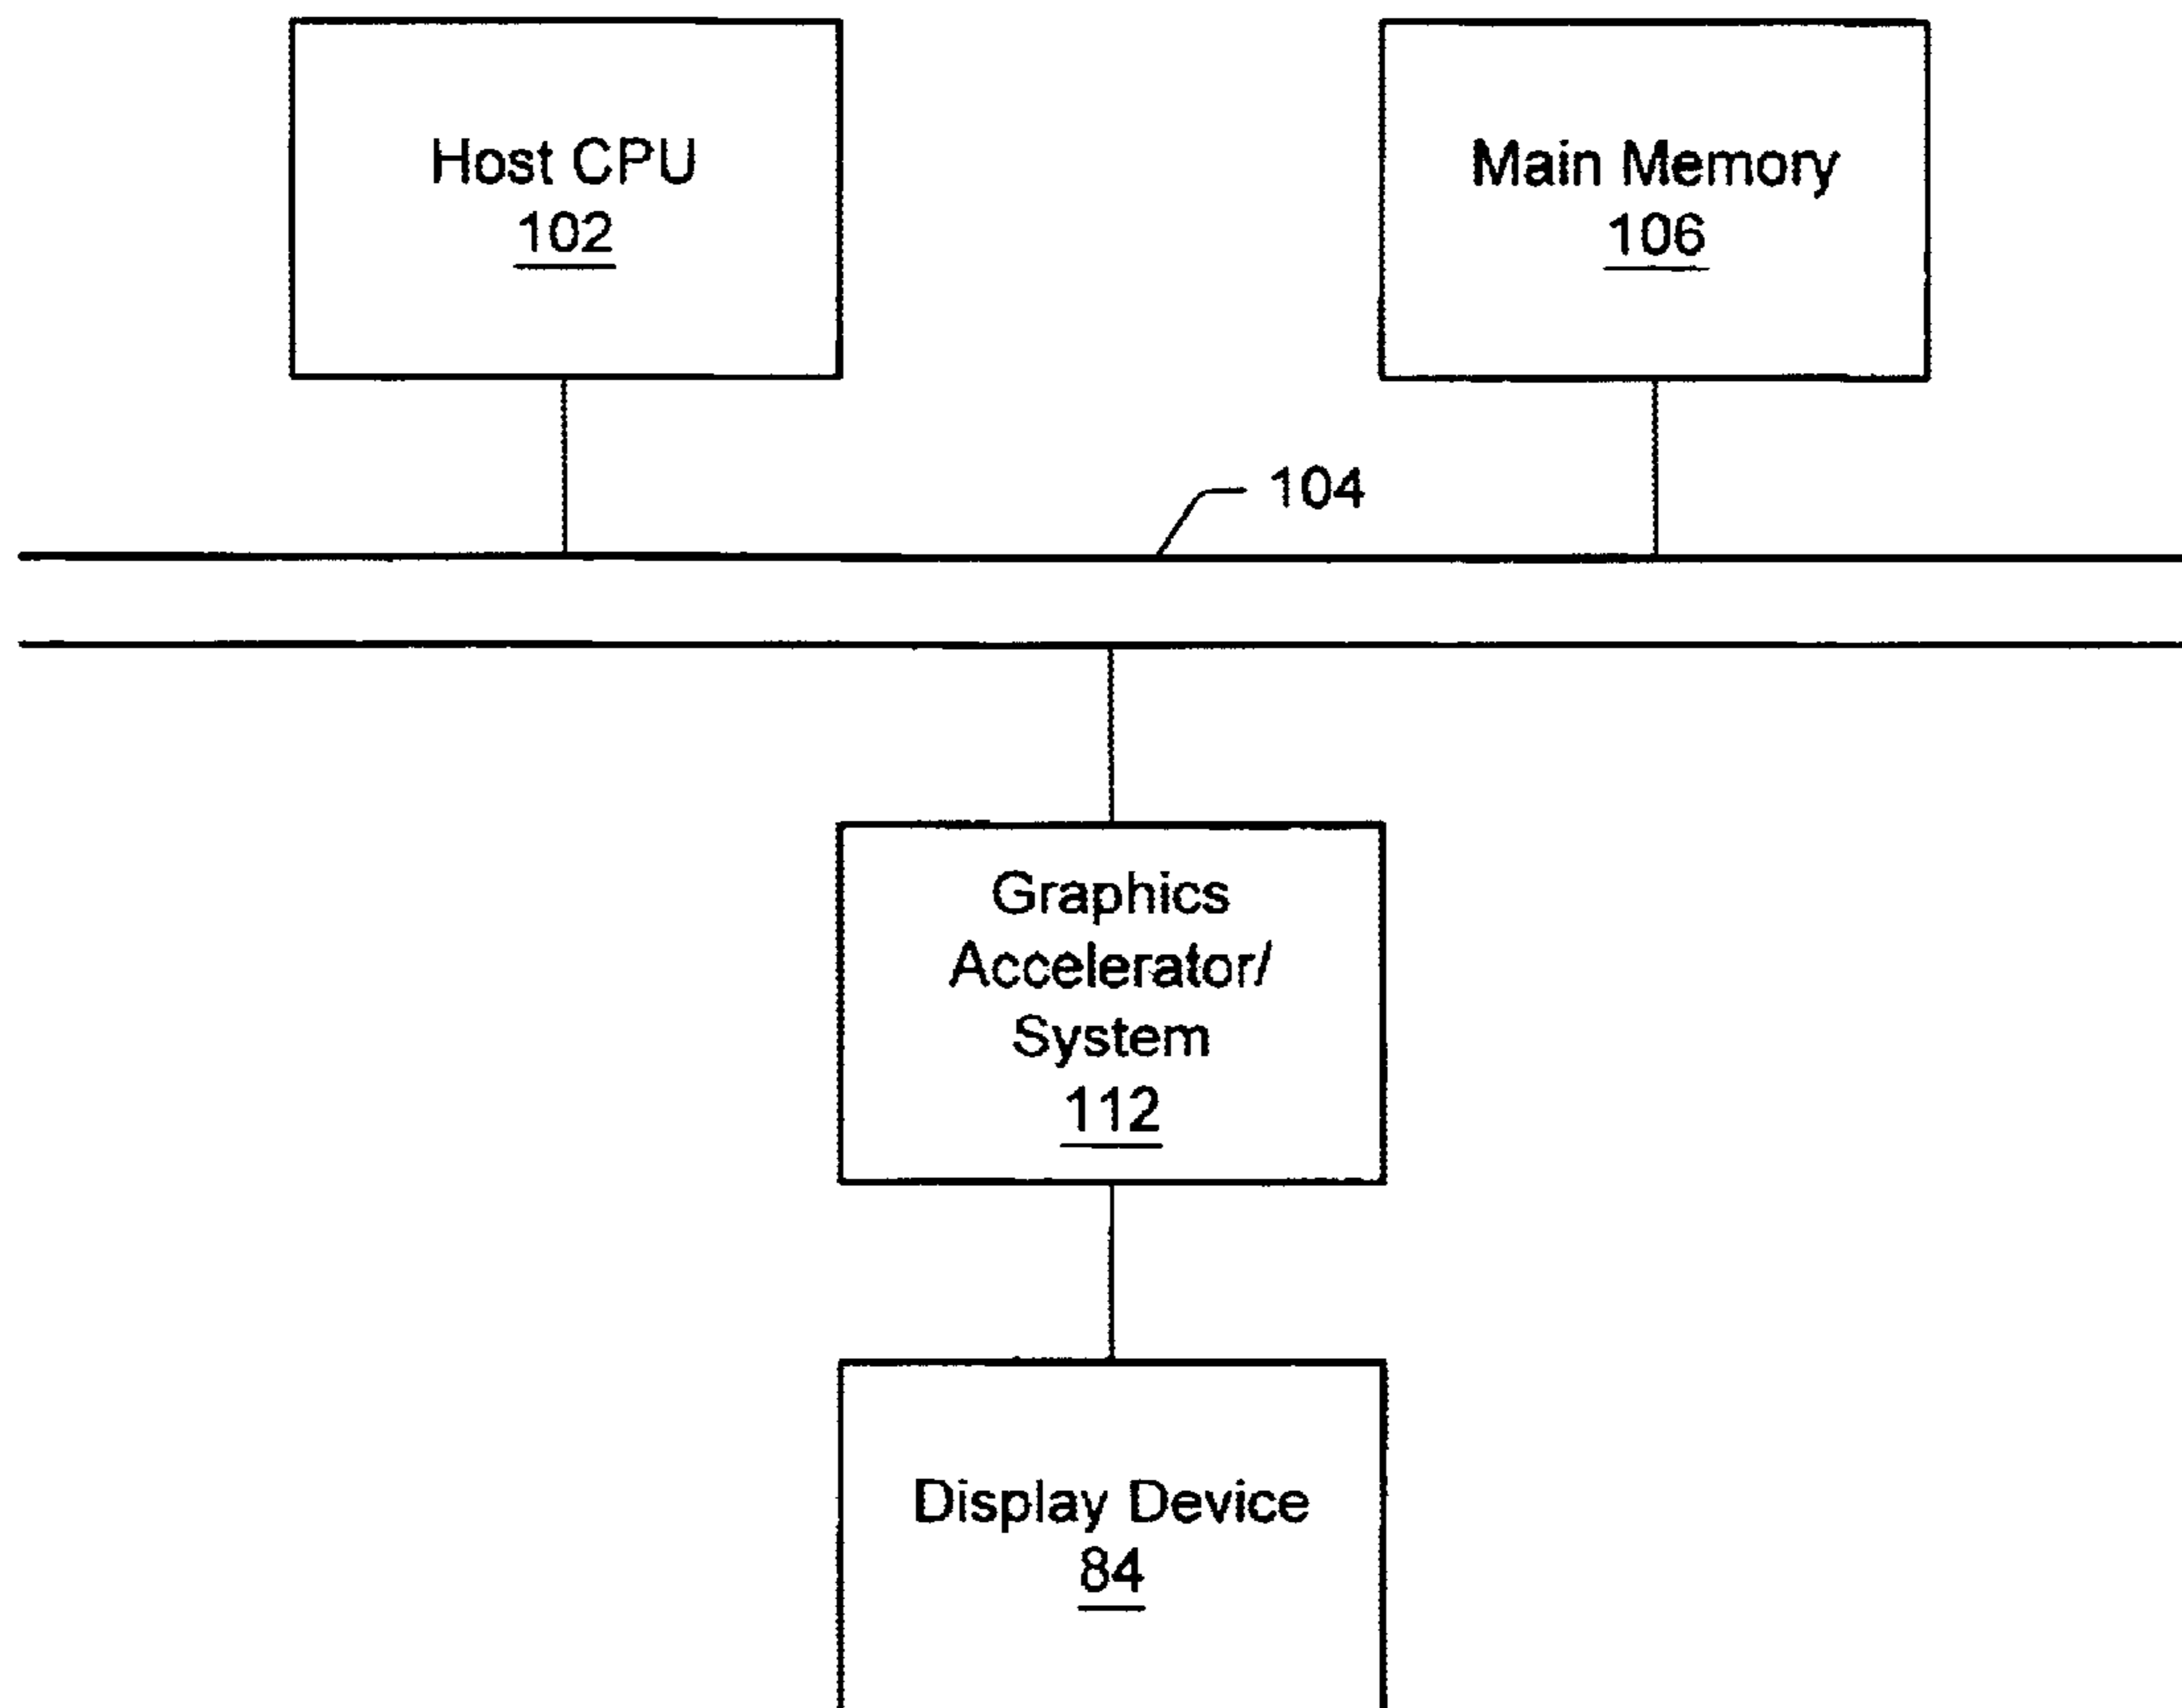 Host CPU
102
Main Memory
106
104
Graphics
Accelerator/
System
112
Display Device
84